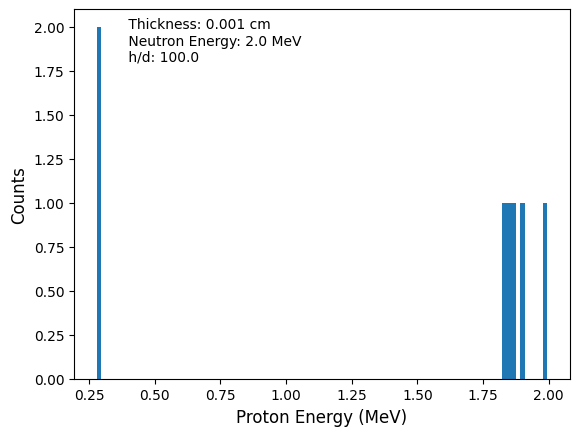 Thickness: 0.001 cm
Neutron Energy: 2.0 MeV
h/d: 100.0
2.00
1.75
1.50
1.25
1.00
0.75
0.50
0.25
0.00
Counts
0.25 0.50 0.75 1.00 1.25 1.50 1.75 2.00
Proton Energy (MeV)